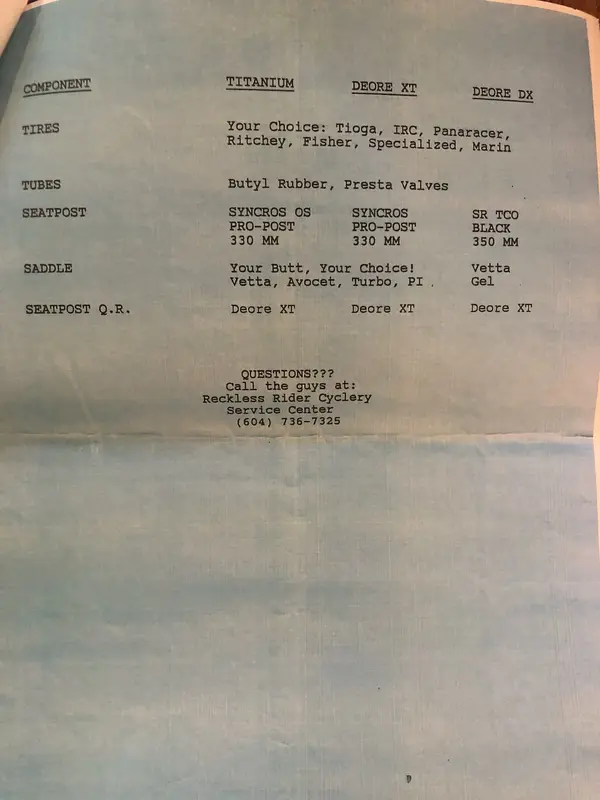 COMPONENT TITANIUM DEORE XT DEORE DX
TIRES Your Choice: Tioga, IRC, Panaracer,
Ritchey, Fisher, Specialized, Marin
TUBES Butyl Rubber, Presta Valves
SEATPOST SYNCROS OS SYNCROS SR TCO
PRO-POST PRO-POST BLACK
330 MM 330 MM 350 MM
SADDLE Your Butt, Your Choice! Vetta
Vetta, Avocet, Turbo, PI . Gel
SEATPOST Q.R. Deore XT Deore XT Deore XT
QUESTIONS???
Call the guys at:
Reckless Rider Cyclery
Service Center
(604) 736-7325